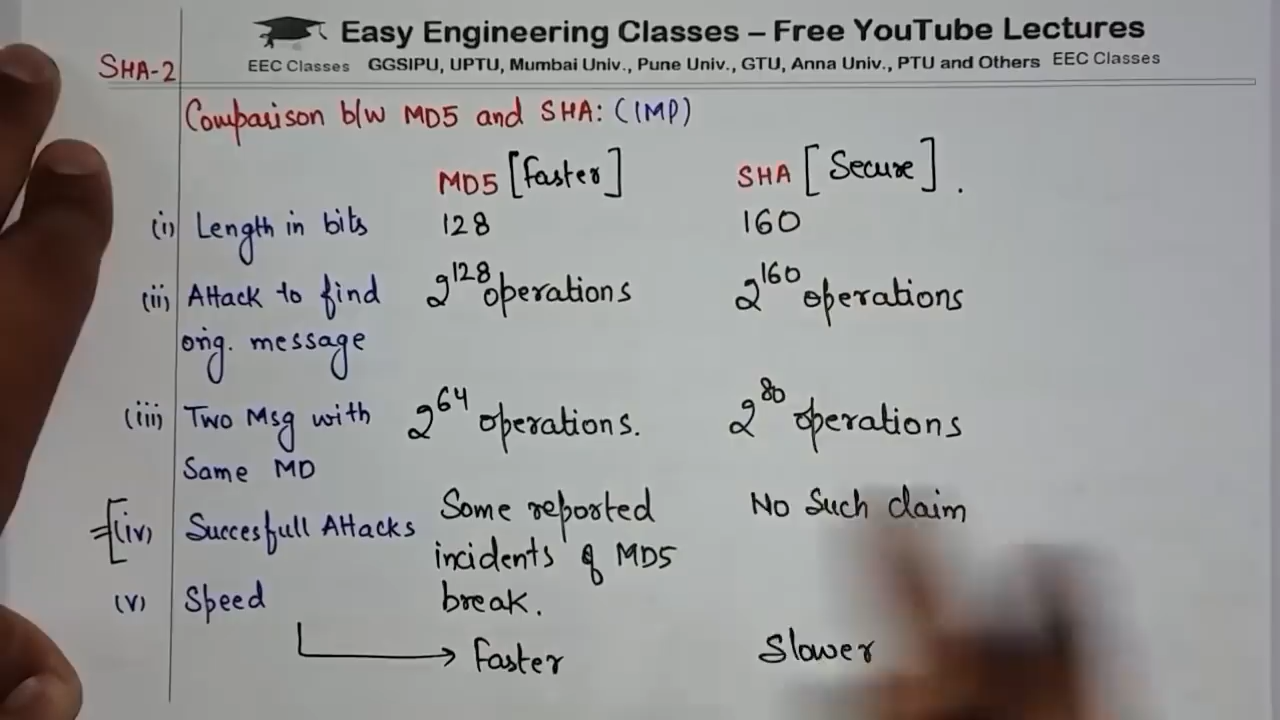 Easy Engineering Classes – Free YouTube Lectures
EEC Classes GGSIPU, UPTU, Mumbai Univ., Pune Univ., GTU, Anna Univ., PTU and Others EEC Classes
SHA-2
Comparison b/w MD5 and SHA: (IMP)
MD5 [Faster] SHA [Secure].
(i) Length in bits 128 160
(ii) Attack to find 2^128 operations 2^160 operations
orig. message
(iii) Two Msg with 2^64 operations. 2^80 operations
Same MD
(iv) Succesfull Attacks Some reported No Such claim
incidents of MD5
(v) Speed break.
Faster Slower